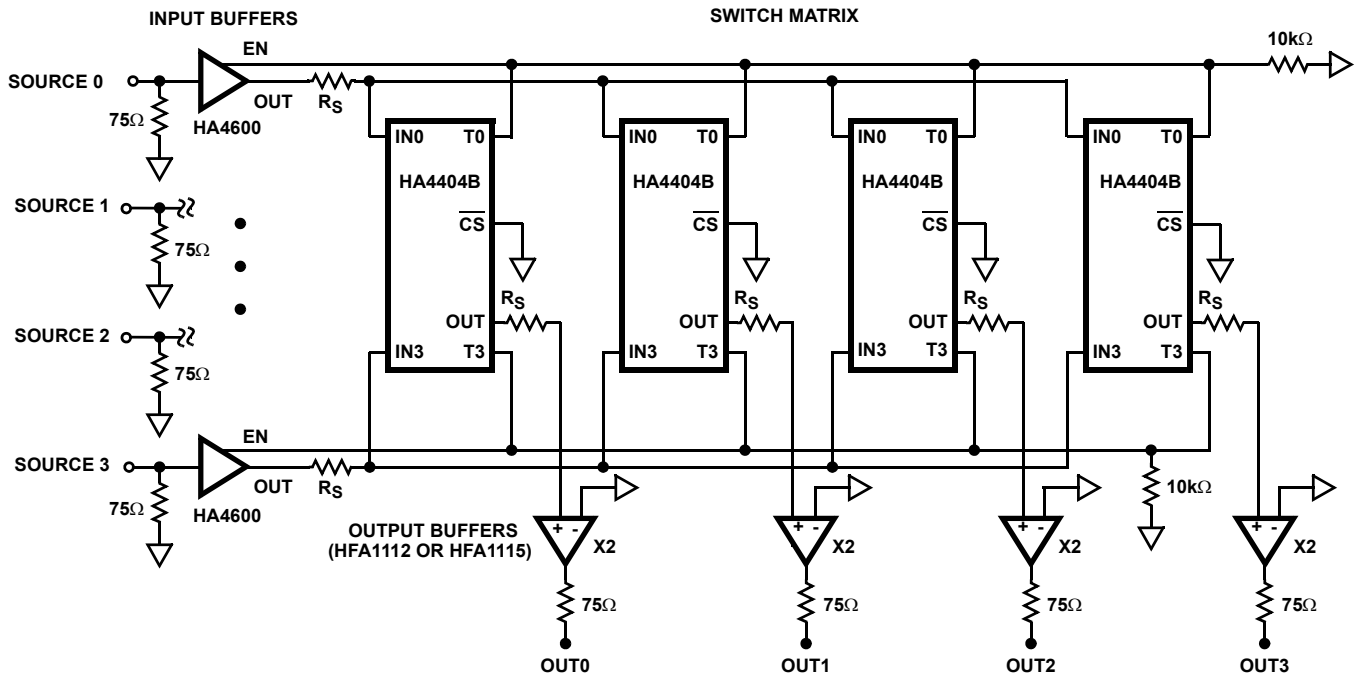 INPUT BUFFERS
SWITCH MATRIX
EN
10kΩ
SOURCE 0
OUT
RS
75Ω
HA4600
IN0 T0
IN0 T0
IN0 T0
IN0 T0
HA4404B
HA4404B
HA4404B
HA4404B
SOURCE 1
CS
CS
CS
CS
75Ω
RS
RS
RS
RS
SOURCE 2
OUT
OUT
OUT
OUT
IN3 T3
IN3 T3
IN3 T3
IN3 T3
75Ω
EN
SOURCE 3
OUT
RS
75Ω
HA4600
10kΩ
OUTPUT BUFFERS
(HFA1112 OR HFA1115)
+ -
X2
+ -
X2
+ -
X2
+ -
X2
75Ω
75Ω
75Ω
75Ω
OUT0
OUT1
OUT2
OUT3